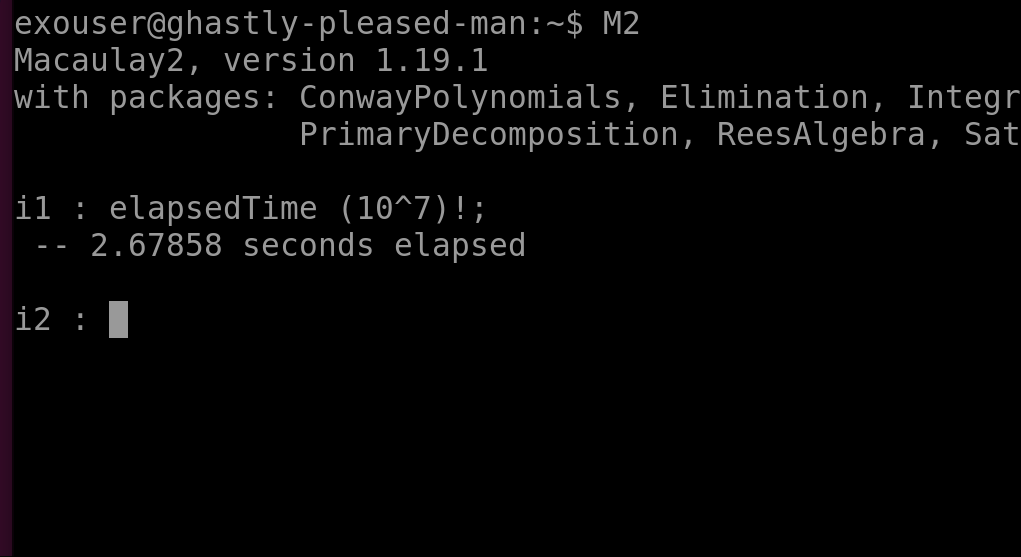 exouser@ghastly-pleased-man:~$ M2
Macaulay2, version 1.19.1
with packages: ConwayPolynomials, Elimination, Integr
PrimaryDecomposition, ReesAlgebra, Sat
i1 : elapsedTime (10^7)!;
-- 2.67858 seconds elapsed
i2 :